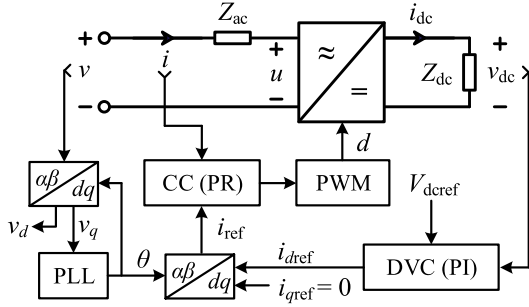 Z_ac
i_dc
+ i + +
v u ≈ = Z_dc v_dc
− − −
d
αβ dq CC (PR) PWM V_dcref
v_d v_q i_ref
θ αβ dq i_dref
PLL i_qref = 0 DVC (PI)